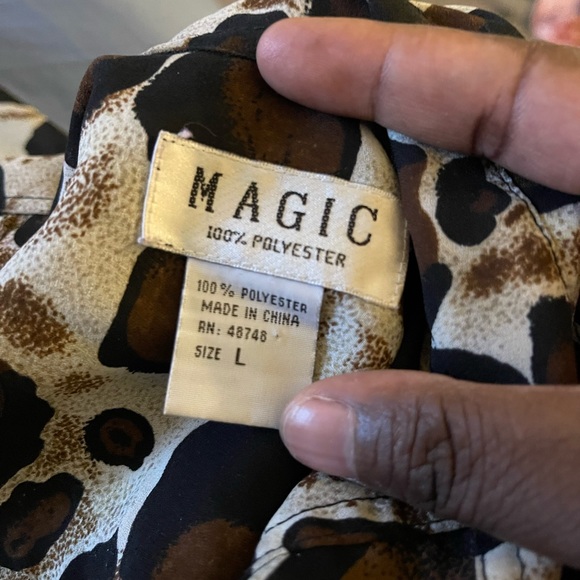 MAGIC
100% POLYESTER
100% POLYESTER
MADE IN CHINA
RN: 48748
SIZE L